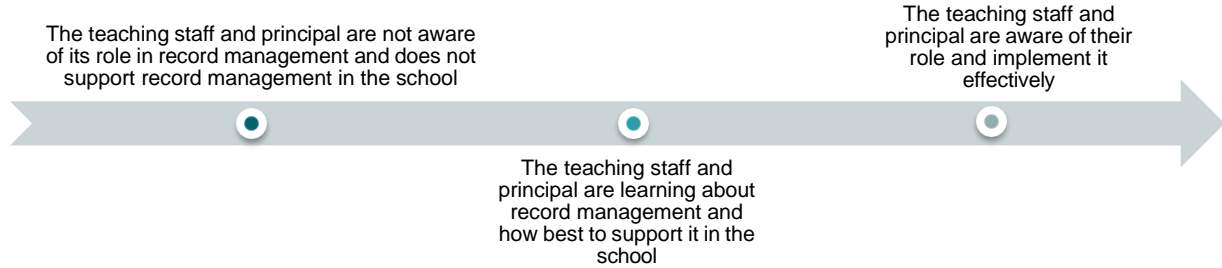 The teaching staff and principal are not aware
of its role in record management and does not
support record management in the school
The teaching staff and
principal are learning about
record management and
how best to support it in the
school
The teaching staff and
principal are aware of their
role and implement it
effectively